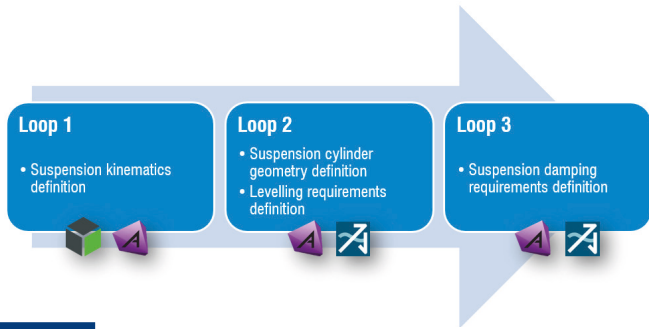 Loop 1
• Suspension kinematics
definition
Loop 2
• Suspension cylinder
geometry definition
• Levelling requirements
definition
Loop 3
• Suspension damping
requirements definition